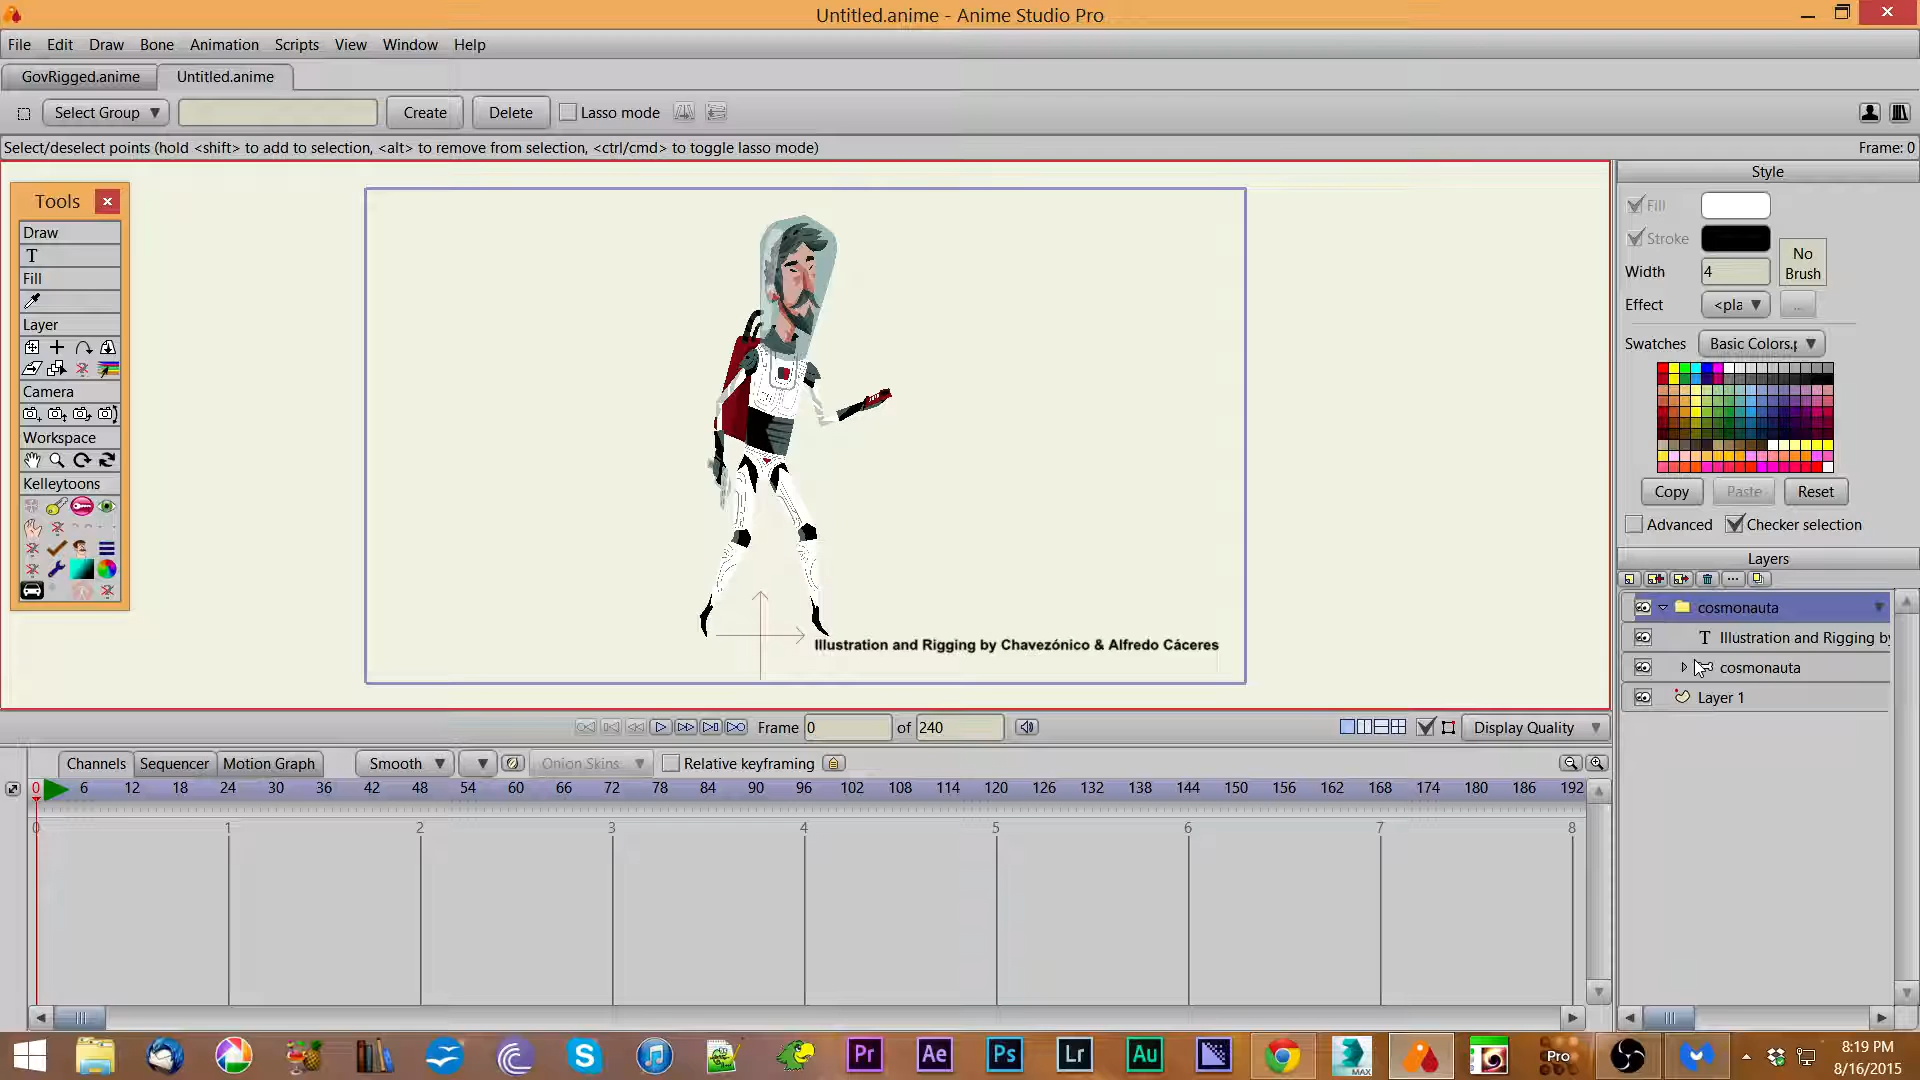 Untitled.anime - Anime Studio Pro
File Edit Draw Bone Animation Scripts View Window Help
GovRigged.anime Untitled.anime
Select Group Create Delete Lasso mode
Select/deselect points (hold <shift> to add to selection, <alt> to remove from selection, <ctrl/cmd> to toggle lasso mode) Frame: 0
Tools
Draw
T
Fill
Layer
Camera
Workspace
Kelleytoons
Illustration and Rigging by Chavezónico & Alfredo Cáceres
Style
Fill
Stroke
No
Brush
Width 4
Effect <pla ...
Swatches Basic Colors.p
Copy Paste Reset
Advanced Checker selection
Layers
cosmonauta
T Illustration and Rigging by
cosmonauta
Layer 1
Frame 0 of 240 Display Quality
Channels Sequencer Motion Graph Smooth Onion Skins Relative keyframing
0 6 12 18 24 30 36 42 48 54 60 66 72 78 84 90 96 102 108 114 120 126 132 138 144 150 156 162 168 174 180 186 192
0 1 2 3 4 5 6 7 8
Pr Ae Ps Lr Au MAX Pro
8:19 PM
8/16/2015